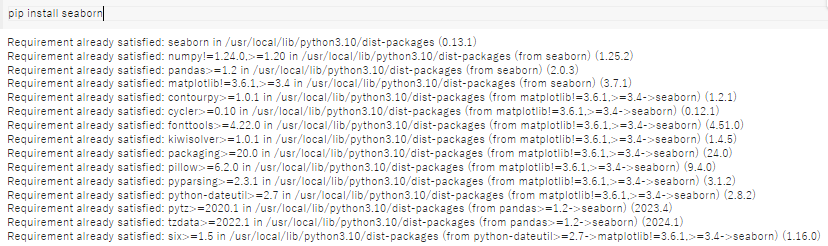 pip install seaborn
Requirement already satisfied: seaborn in /usr/local/lib/python3.10/dist-packages (0.13.1)
Requirement already satisfied: numpy!=1.24.0,>=1.20 in /usr/local/lib/python3.10/dist-packages (from seaborn) (1.25.2)
Requirement already satisfied: pandas>=1.2 in /usr/local/lib/python3.10/dist-packages (from seaborn) (2.0.3)
Requirement already satisfied: matplotlib!=3.6.1,>=3.4 in /usr/local/lib/python3.10/dist-packages (from seaborn) (3.7.1)
Requirement already satisfied: contourpy>=1.0.1 in /usr/local/lib/python3.10/dist-packages (from matplotlib!=3.6.1,>=3.4->seaborn) (1.2.1)
Requirement already satisfied: cycler>=0.10 in /usr/local/lib/python3.10/dist-packages (from matplotlib!=3.6.1,>=3.4->seaborn) (0.12.1)
Requirement already satisfied: fonttools>=4.22.0 in /usr/local/lib/python3.10/dist-packages (from matplotlib!=3.6.1,>=3.4->seaborn) (4.51.0)
Requirement already satisfied: kiwisolver>=1.0.1 in /usr/local/lib/python3.10/dist-packages (from matplotlib!=3.6.1,>=3.4->seaborn) (1.4.5)
Requirement already satisfied: packaging>=20.0 in /usr/local/lib/python3.10/dist-packages (from matplotlib!=3.6.1,>=3.4->seaborn) (24.0)
Requirement already satisfied: pillow>=6.2.0 in /usr/local/lib/python3.10/dist-packages (from matplotlib!=3.6.1,>=3.4->seaborn) (9.4.0)
Requirement already satisfied: pyparsing>=2.3.1 in /usr/local/lib/python3.10/dist-packages (from matplotlib!=3.6.1,>=3.4->seaborn) (3.1.2)
Requirement already satisfied: python-dateutil>=2.7 in /usr/local/lib/python3.10/dist-packages (from matplotlib!=3.6.1,>=3.4->seaborn) (2.8.2)
Requirement already satisfied: pytz>=2020.1 in /usr/local/lib/python3.10/dist-packages (from pandas>=1.2->seaborn) (2023.4)
Requirement already satisfied: tzdata>=2022.1 in /usr/local/lib/python3.10/dist-packages (from pandas>=1.2->seaborn) (2024.1)
Requirement already satisfied: six>=1.5 in /usr/local/lib/python3.10/dist-packages (from python-dateutil>=2.7->matplotlib!=3.6.1,>=3.4->seaborn) (1.16.0)